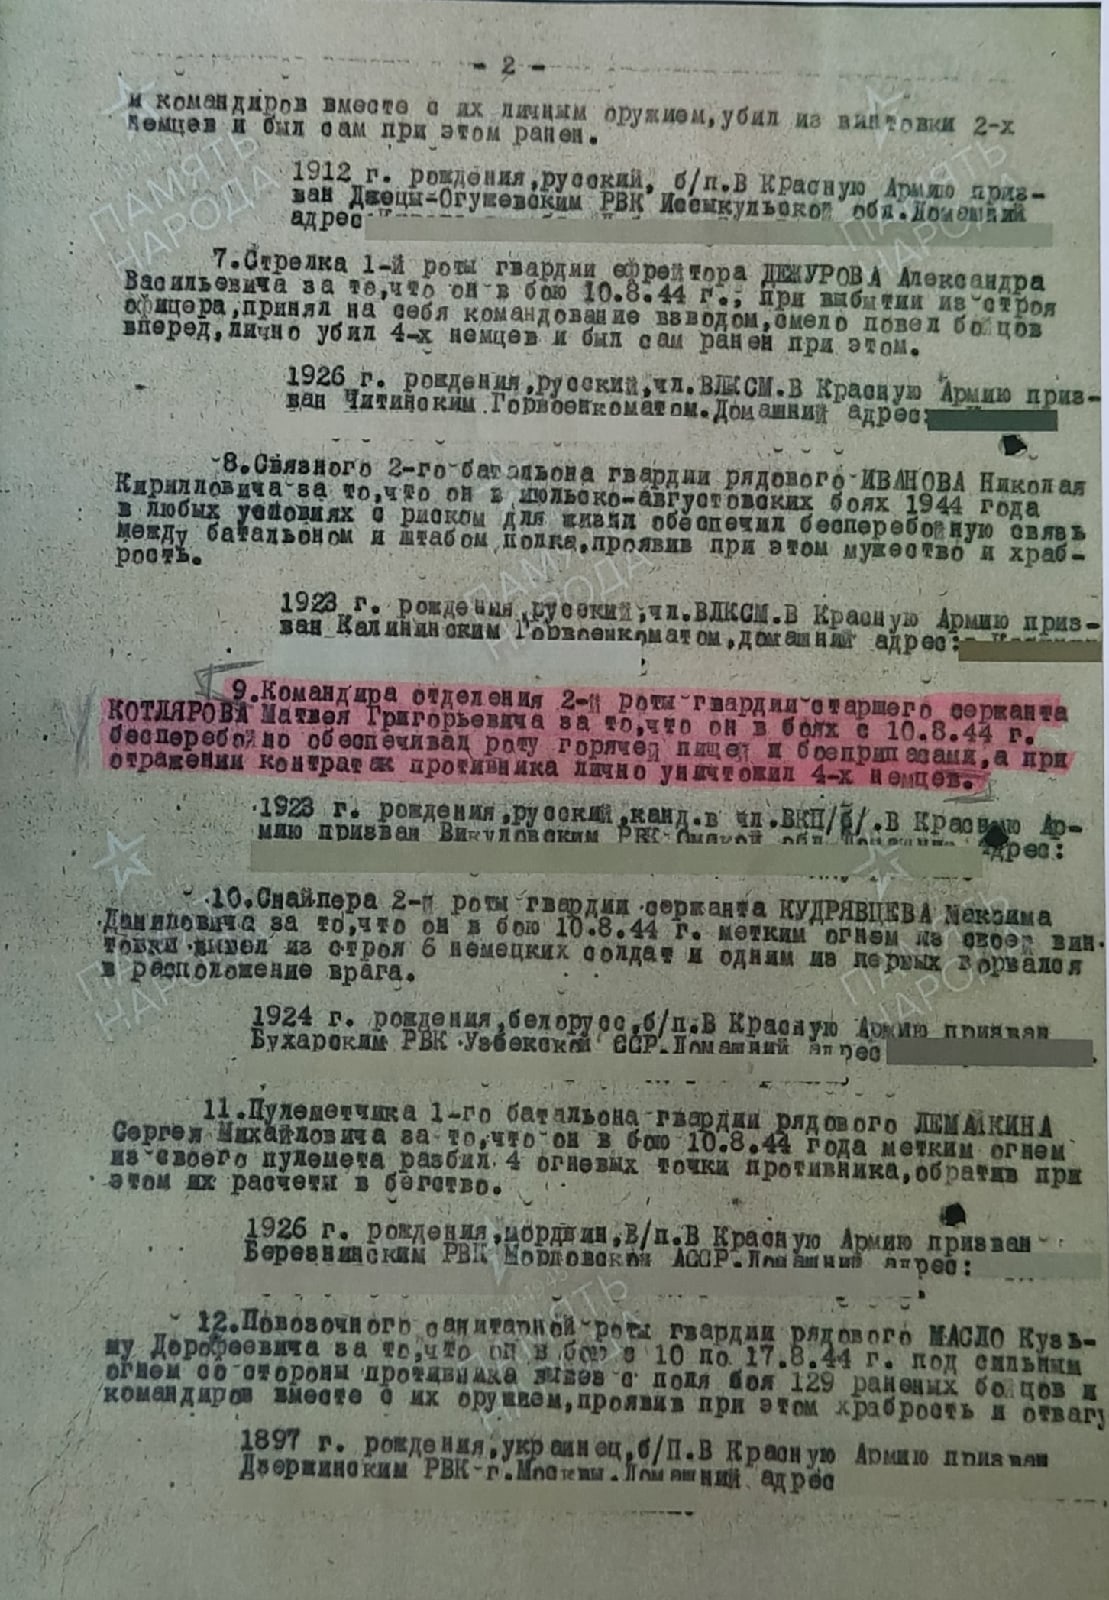 - 2 -
и командиров вместе с их личным оружием, убил из винтовки 2-х
немцев и был сам при этом ранен.
1912 г. рождения, русский, б/п. В Красную Армию приз-
ван Джецы-Огузевским РВК Иссыкульской обл. Домашний
адрес
7. Стрелка 1-й роты гвардии ефрейтора ДЕЖУРОВА Александра
Васильевича за то, что он в бою 10.8.44 г., при выбытии из строя
офицера, принял на себя командование взводом, смело повел бойцов
вперед, лично убил 4-х немцев и был сам ранен при этом.
1926 г. рождения, русский, чл. ВЛКСМ. В Красную Армию приз-
ван Читинским Горвоенкоматом. Домашний адрес:
8. Связного 2-го батальона гвардии рядового ИВАНОВА Николая
Кирилловича за то, что он в июльско-августовских боях 1944 года
в любых условиях с риском для жизни обеспечил бесперебойную связь
между батальоном и штабом полка, проявив при этом мужество и храб-
рость.
1923 г. рождения, русский, чл. ВЛКСМ. В Красную Армию приз-
ван Калининским Горвоенкоматом, домашний адрес:
9. Командира отделения 2-й роты гвардии старшего сержанта
КОТЛЯРОВА Матвея Григорьевича за то, что он в боях с 10.8.44 г.
бесперебойно обеспечивал роту горячей пищей и боеприпасами, а при
отражении контратак противника лично уничтожил 4-х немцев.
1923 г. рождения, русский, канд. в чл. ВКП/б/. В Красную Ар-
мию призван Викуловским РВК Омской обл. Домашний адрес:
10. Снайпера 2-й роты гвардии сержанта КУДРЯВЦЕВА Максима
Даниловича за то, что он в бою 10.8.44 г. метким огнем из своей вин-
товки вывел из строя 6 немецких солдат и одним из первых ворвался
в расположение врага.
1924 г. рождения, белорусс, б/п. В Красную Армию призван
Бухарским РВК Узбекской ССР. Домашний адрес
11. Пулеметчика 1-го батальона гвардии рядового ЛЕМАЙКИНА
Сергея Михайловича за то, что он в бою 10.8.44 года метким огнем
из своего пулемета разбил 4 огневых точки противника, обратив при
этом их расчеты в бегство.
1926 г. рождения, мордвин, б/п. В Красную Армию призван
Березнинским РВК Мордовской АССР. Домашний адрес:
12. Повозочного санитарной роты гвардии рядового МАСЛО Кузь-
му Дорофеевича за то, что он в бою с 10 по 17.8.44 г. под сильным
огнем со стороны противника вывез с поля боя 129 раненых бойцов и
командиров вместе с их оружием, проявив при этом храбрость и отвагу
1897 г. рождения, украинец, б/П. В Красную Армию призван
Дзержинским РВК г. Москвы. Домашний адрес
ПАМЯТЬ
НАРОДА